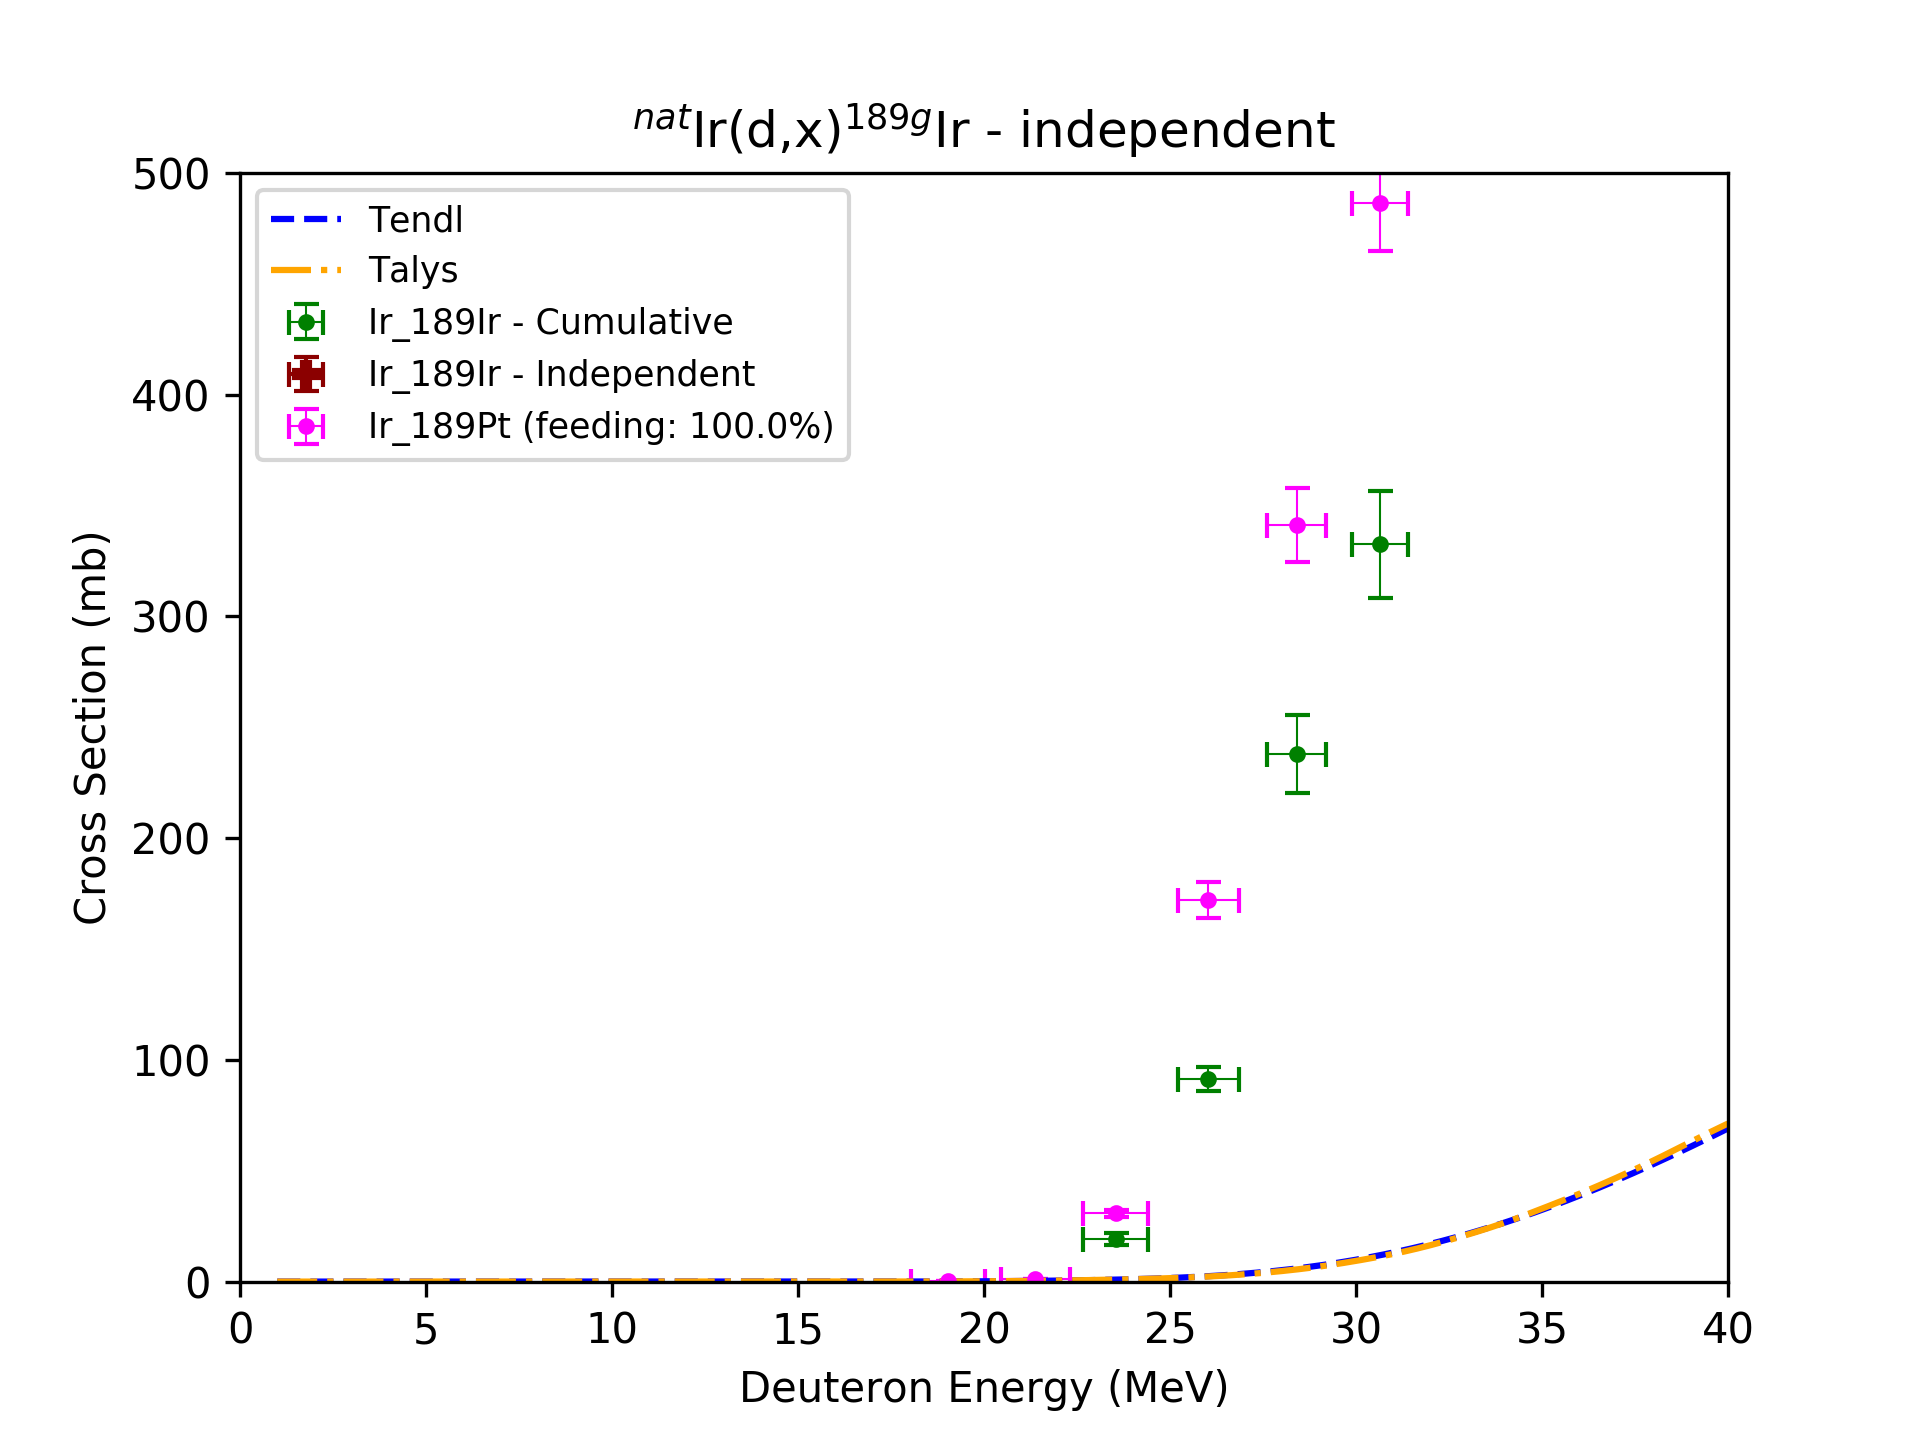 natIr(d,x)189gIr - independent
500
400
300
200
100
0
Cross Section (mb)
Tendl
Talys
Ir_189Ir - Cumulative
Ir_189Ir - Independent
Ir_189Pt (feeding: 100.0%)
0 5 10 15 20 25 30 35 40
Deuteron Energy (MeV)